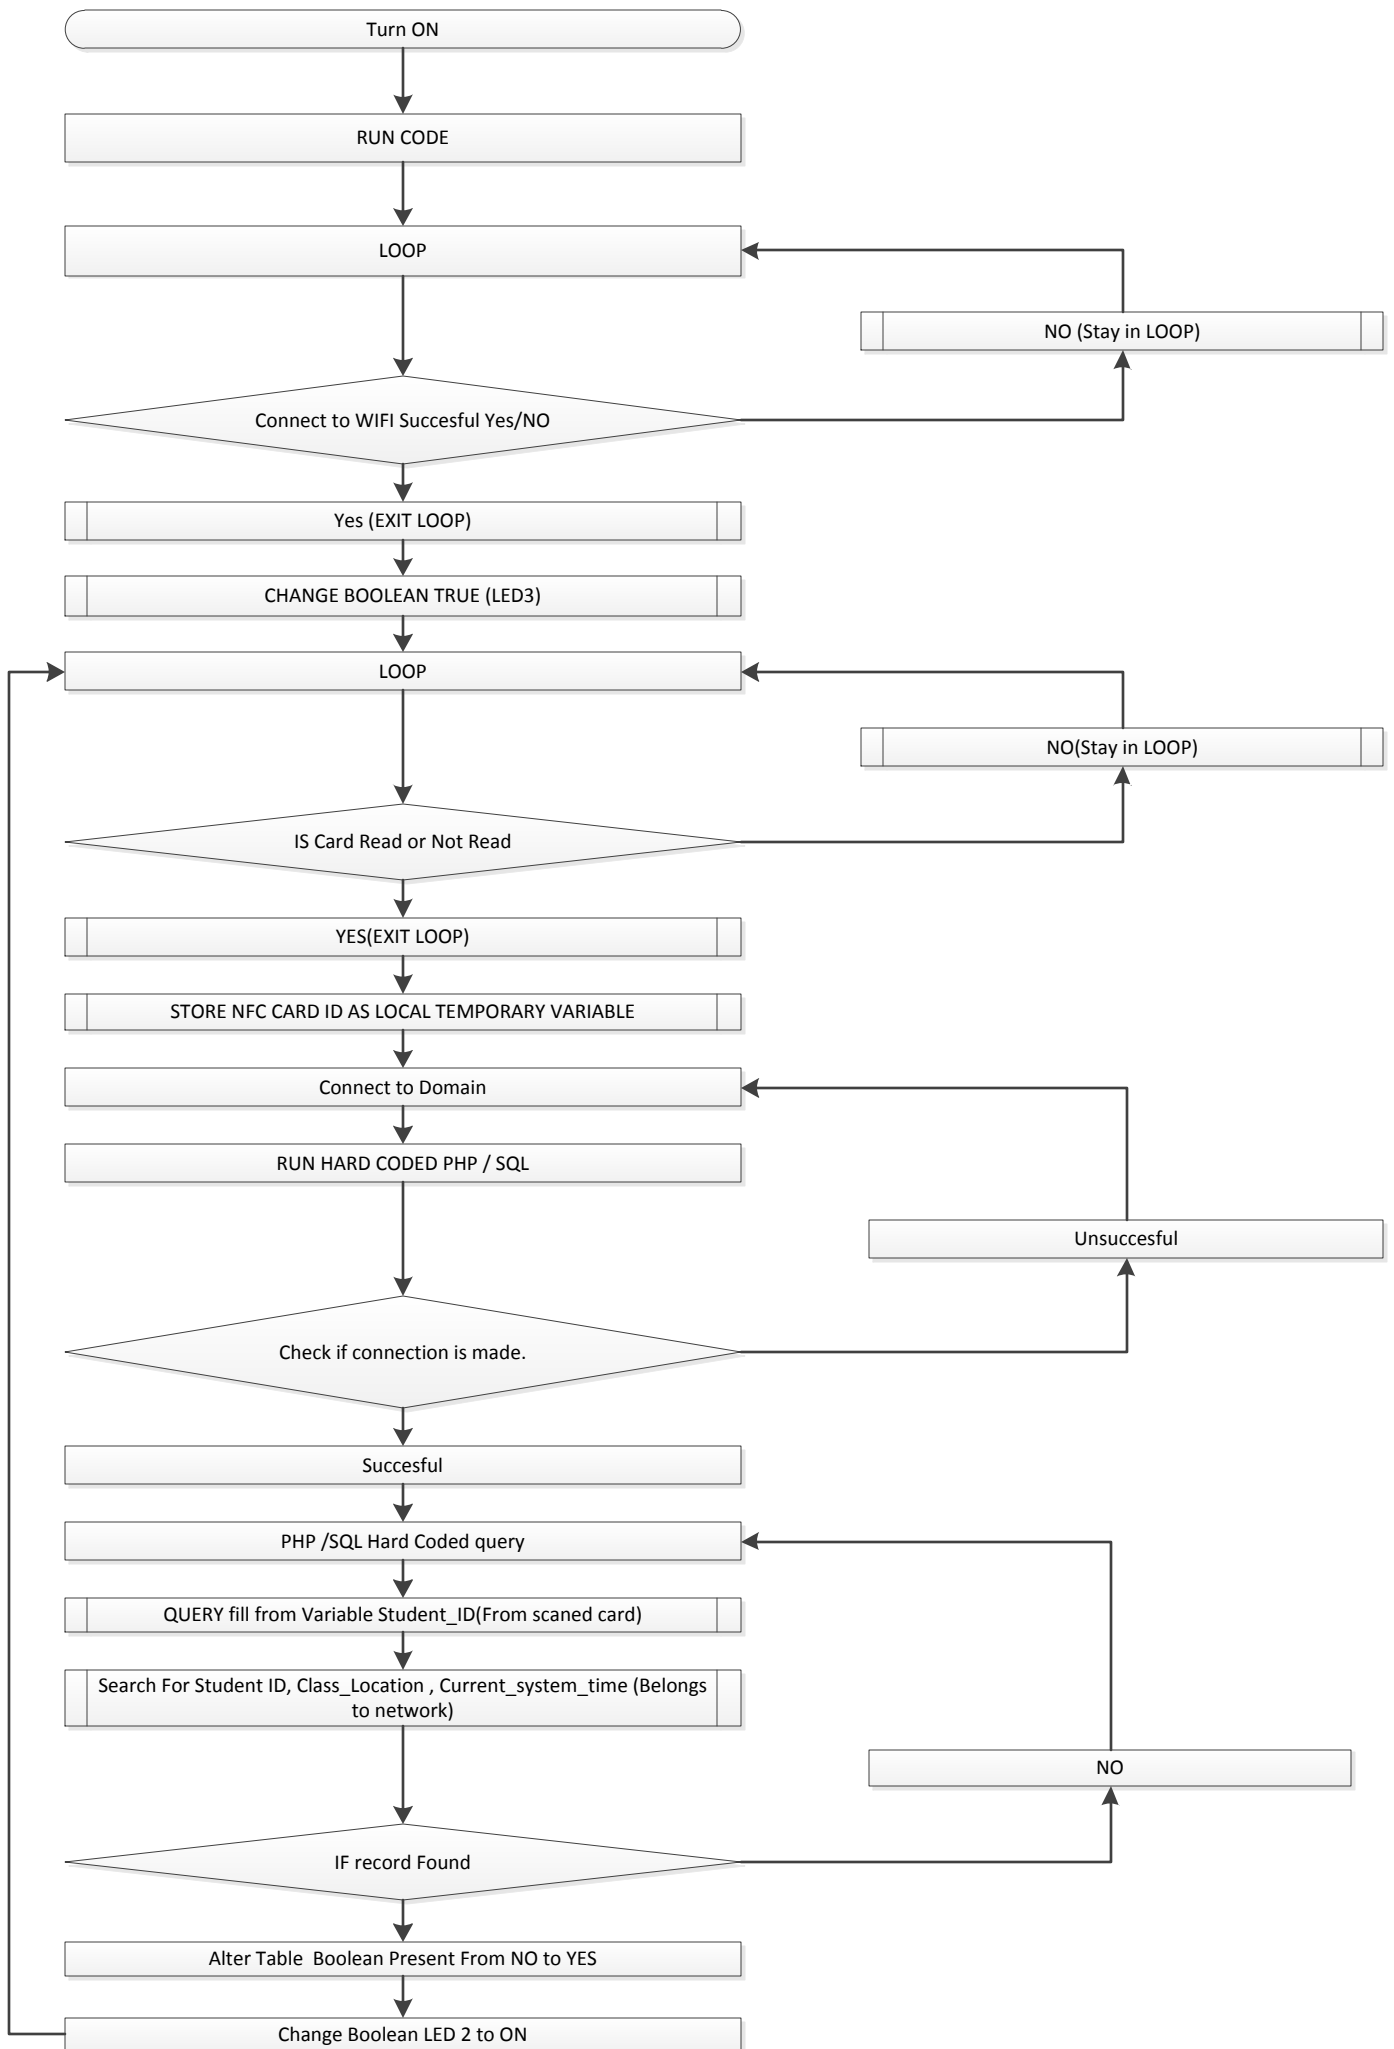 Turn ON
RUN CODE
LOOP
NO (Stay in LOOP)
Connect to WIFI Succesful Yes/NO
Yes (EXIT LOOP)
CHANGE BOOLEAN TRUE (LED3)
LOOP
NO(Stay in LOOP)
IS Card Read or Not Read
YES(EXIT LOOP)
STORE NFC CARD ID AS LOCAL TEMPORARY VARIABLE
Connect to Domain
RUN HARD CODED PHP / SQL
Unsuccesful
Check if connection is made.
Succesful
PHP /SQL Hard Coded query
QUERY fill from Variable Student_ID(From scaned card)
Search For Student ID, Class_Location , Current_system_time (Belongs
to network)
NO
IF record Found
Alter Table  Boolean Present From NO to YES
Change Boolean LED 2 to ON